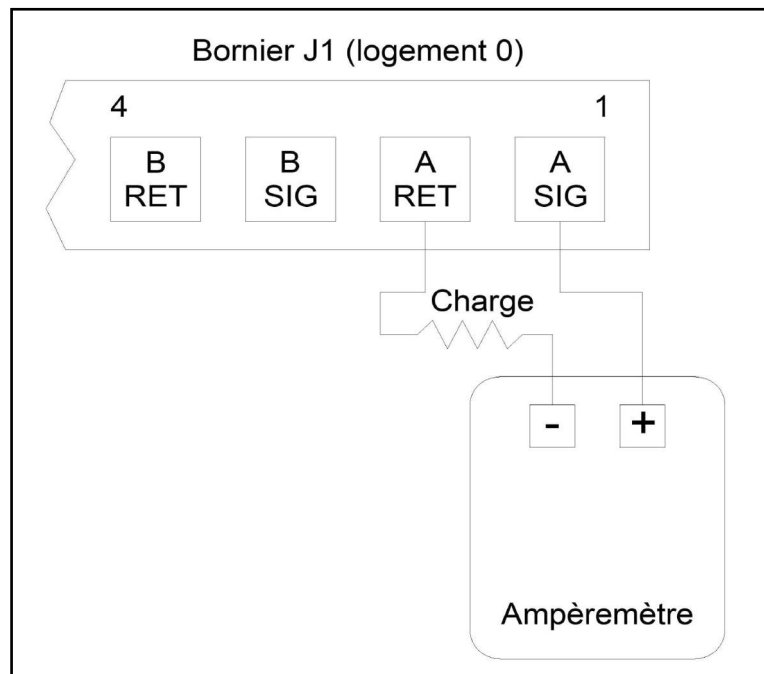 Bornier J1 (logement 0)
4 1
B B A A
RET SIG RET SIG
Charge
- +
Ampèremètre